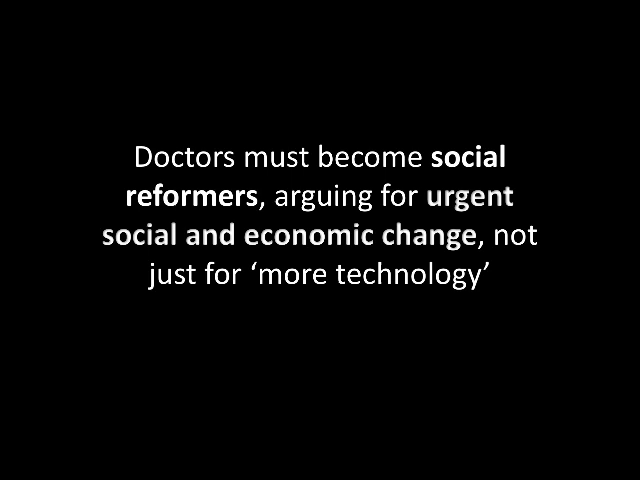 Doctors must become social
reformers, arguing for urgent
social and economic change, not
just for ‘more technology’